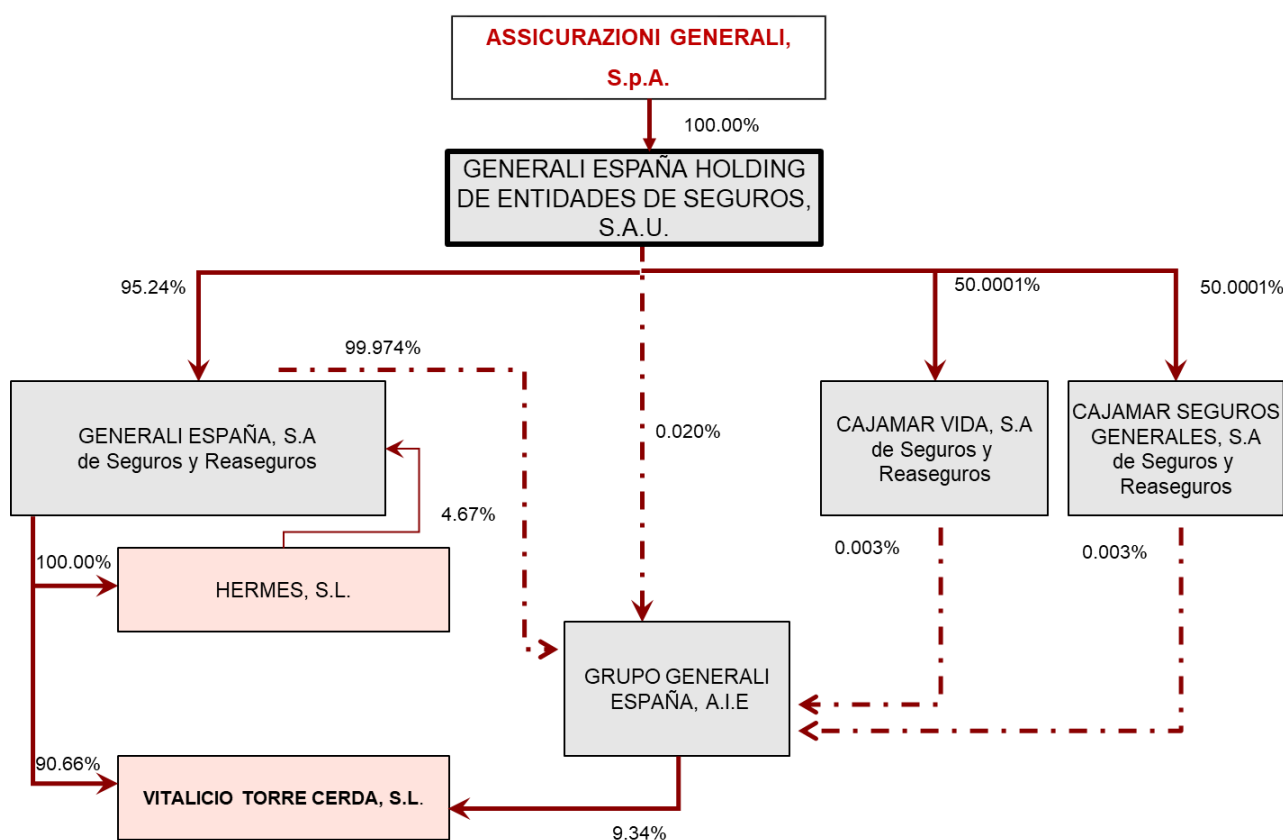 ASSICURAZIONI GENERALI,
S.p.A.
100.00%
GENERALI ESPAÑA HOLDING
DE ENTIDADES DE SEGUROS,
S.A.U.
95.24%
50.0001%
50.0001%
99.974%
GENERALI ESPAÑA, S.A
de Seguros y Reaseguros
0.020%
CAJAMAR VIDA, S.A
de Seguros y
Reaseguros
CAJAMAR SEGUROS
GENERALES, S.A
de Seguros y
Reaseguros
4.67%
100.00%
HERMES, S.L.
0.003%
0.003%
GRUPO GENERALI
ESPAÑA, A.I.E
90.66%
VITALICIO TORRE CERDA, S.L.
9.34%